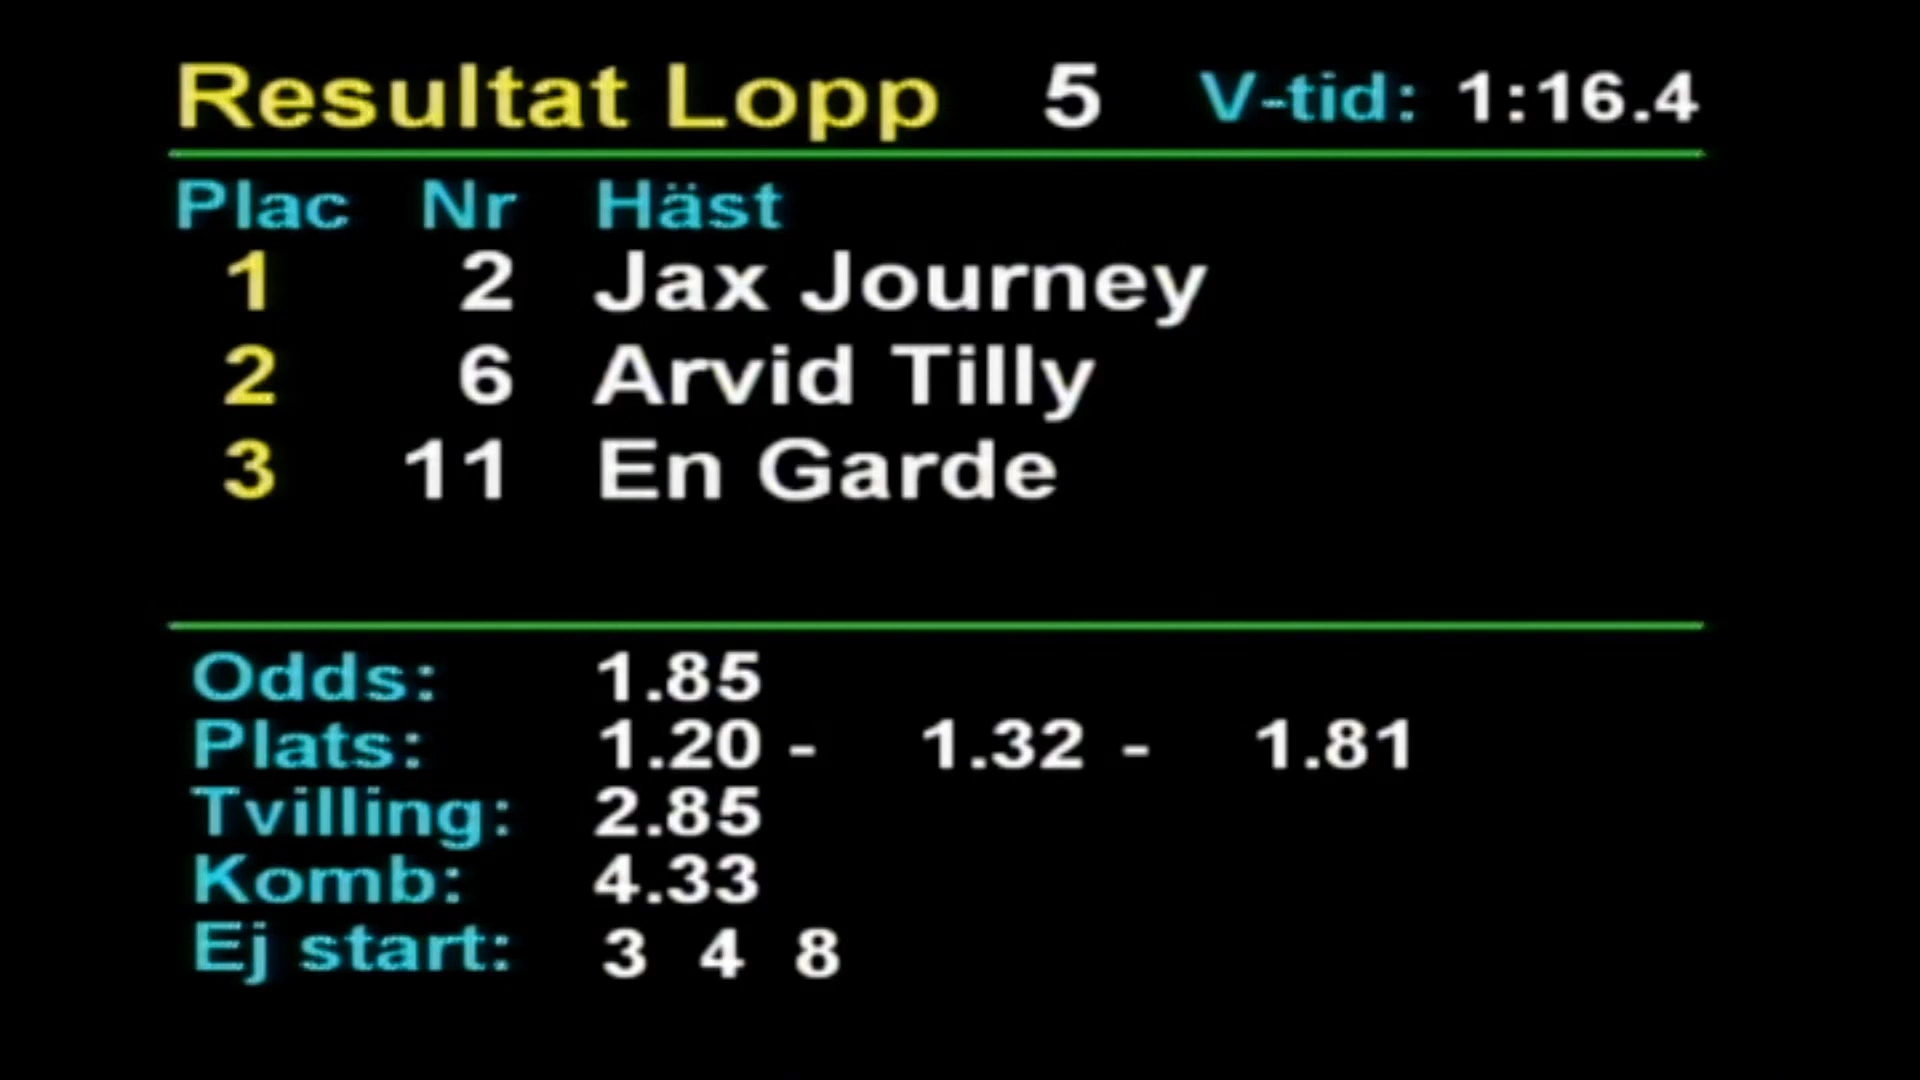 Resultat Lopp 5 V-tid: 1:16.4
Plac Nr Häst
1 2 Jax Journey
2 6 Arvid Tilly
3 11 En Garde
Odds: 1.85
Plats: 1.20 - 1.32 - 1.81
Tvilling: 2.85
Komb: 4.33
Ej start: 3 4 8